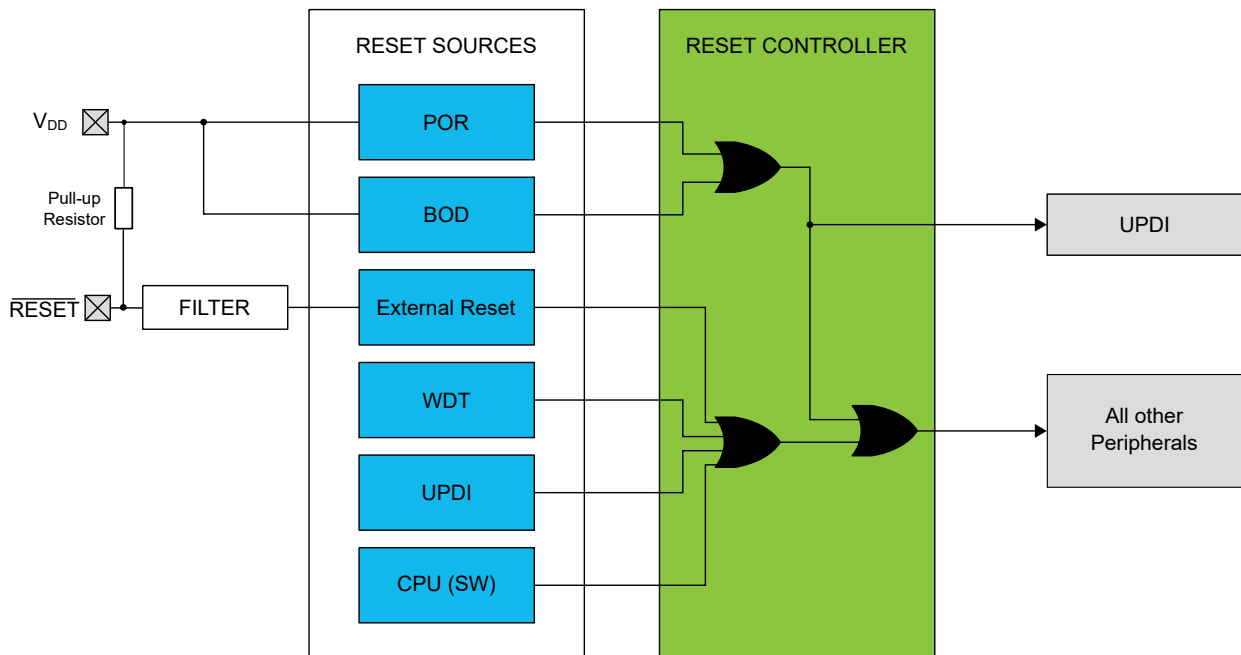 RESET SOURCES
RESET CONTROLLER
VDD
POR
Pull-up
Resistor
BOD
UPDI
RESET
FILTER
External Reset
WDT
All other
Peripherals
UPDI
CPU (SW)